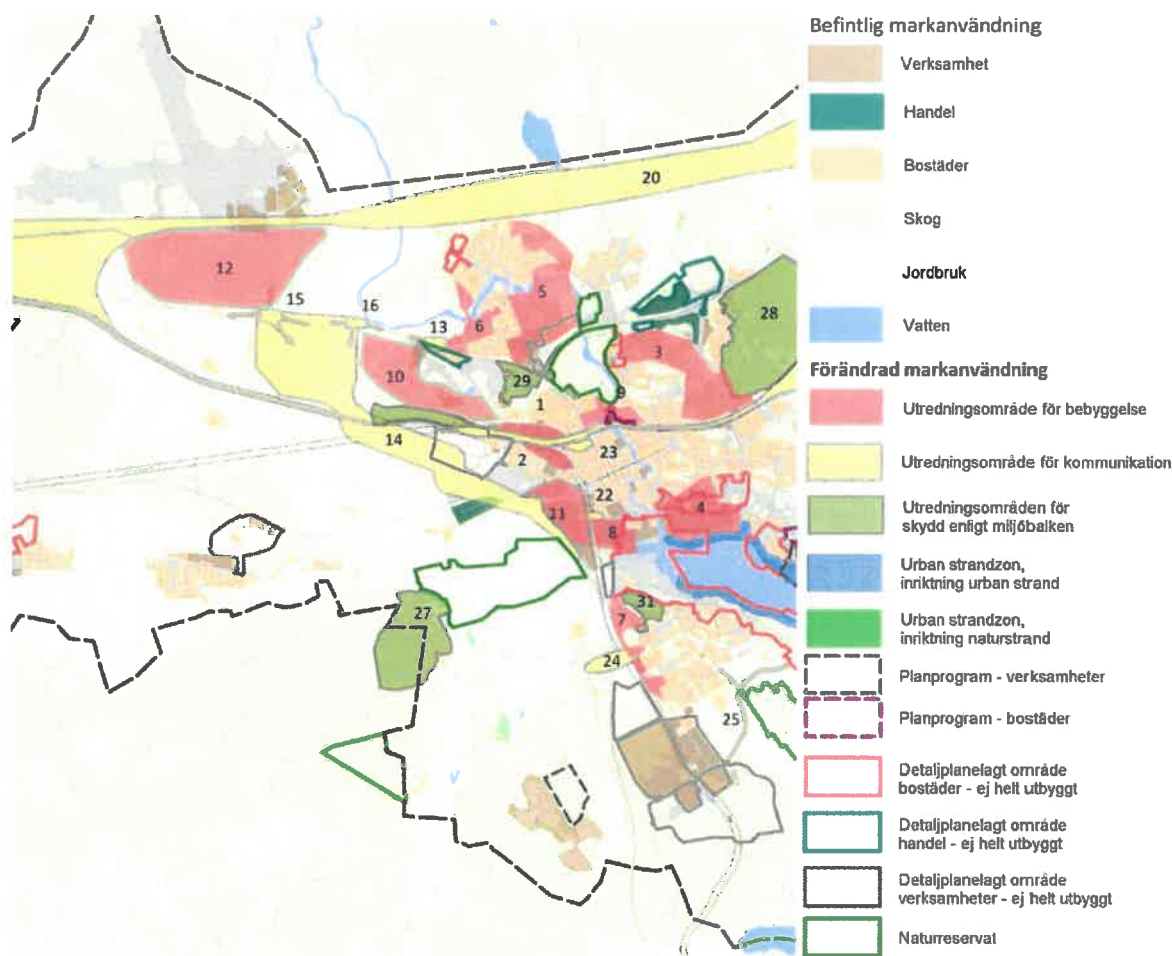 Befintlig markanvändning
Verksamhet
Handel
Bostäder
Skog
Jordbruk
Vatten
Förändrad markanvändning
Utredningsområde för bebyggelse
Utredningsområde för kommunikation
Utredningsområden för
skydd enligt miljöbalken
Urban strandzon,
inriktning urban strand
Urban strandzon,
inriktning naturstrand
Planprogram - verksamheter
Planprogram - bostäder
Detaljplanelagt område
bostäder - ej helt utbyggt
Detaljplanelagt område
handel - ej helt utbyggt
Detaljplanelagt område
verksamheter - ej helt utbyggt
Naturreservat
20
12
15
16
13
6
5
28
3
10
29
1
9
14
2
23
22
11
4
8
27
31
7
24
25